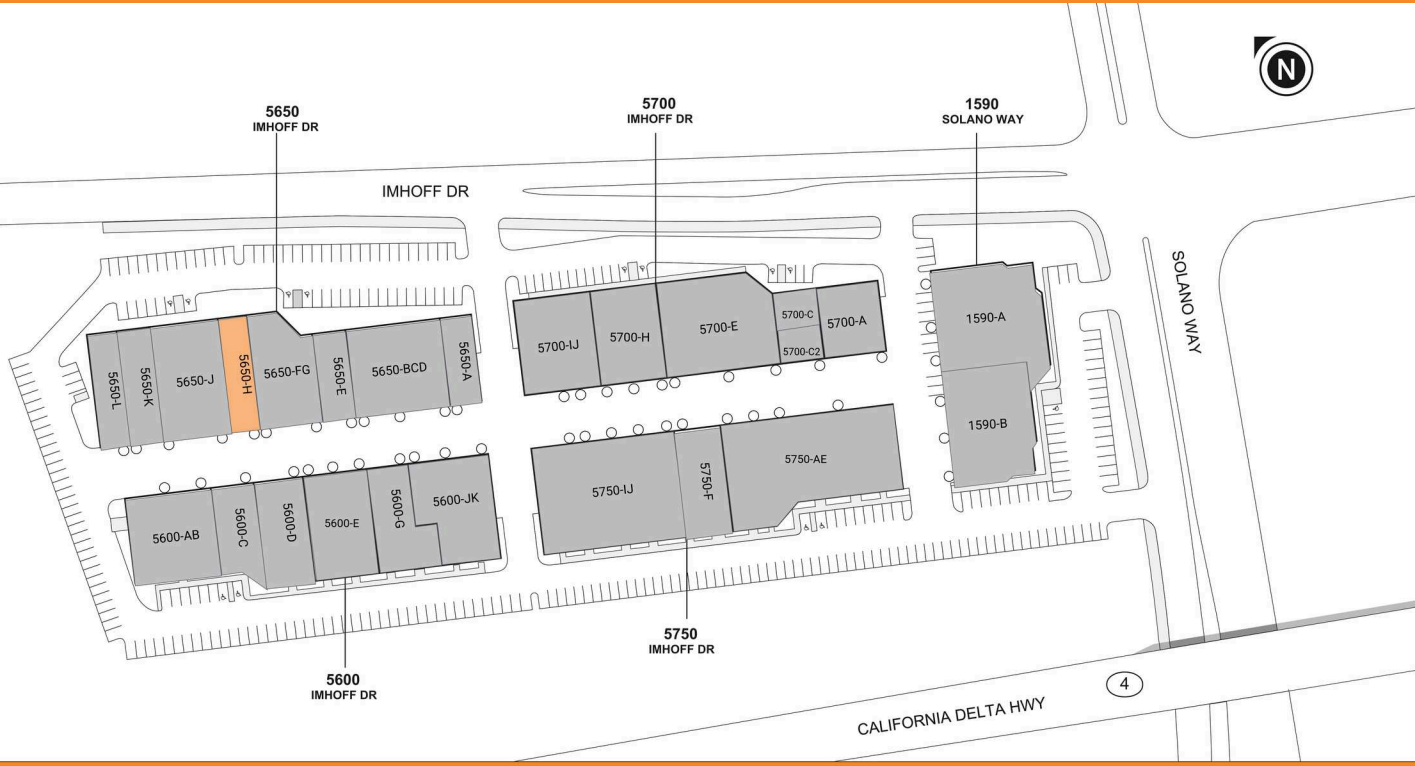 N
5650
IMHOFF DR
5700
IMHOFF DR
1590
SOLANO WAY
IMHOFF DR
SOLANO WAY
5650-L
5650-K
5650-J
5650-H
5650-FG
5650-E
5650-BCD
5650-A
5700-IJ
5700-H
5700-E
5700-C
5700-C2
5700-A
1590-A
1590-B
5600-AB
5600-C
5600-D
5600-E
5600-G
5600-JK
5750-IJ
5750-F
5750-AE
5600
IMHOFF DR
5750
IMHOFF DR
CALIFORNIA DELTA HWY
4